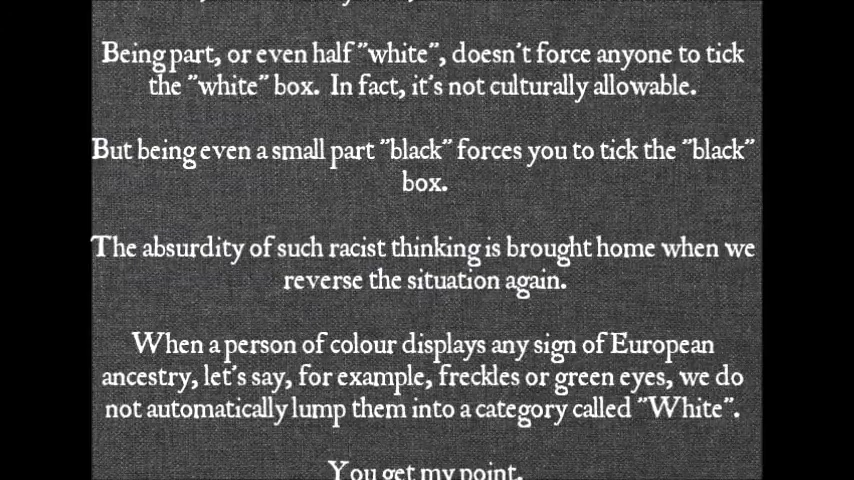 Being part, or even half "white", doesn't force anyone to tick
the "white" box. In fact, it's not culturally allowable.
But being even a small part "black" forces you to tick the "black"
box.
The absurdity of such racist thinking is brought home when we
reverse the situation again.
When a person of colour displays any sign of European
ancestry, let's say, for example, freckles or green eyes, we do
not automatically lump them into a category called "White".
You get my point.